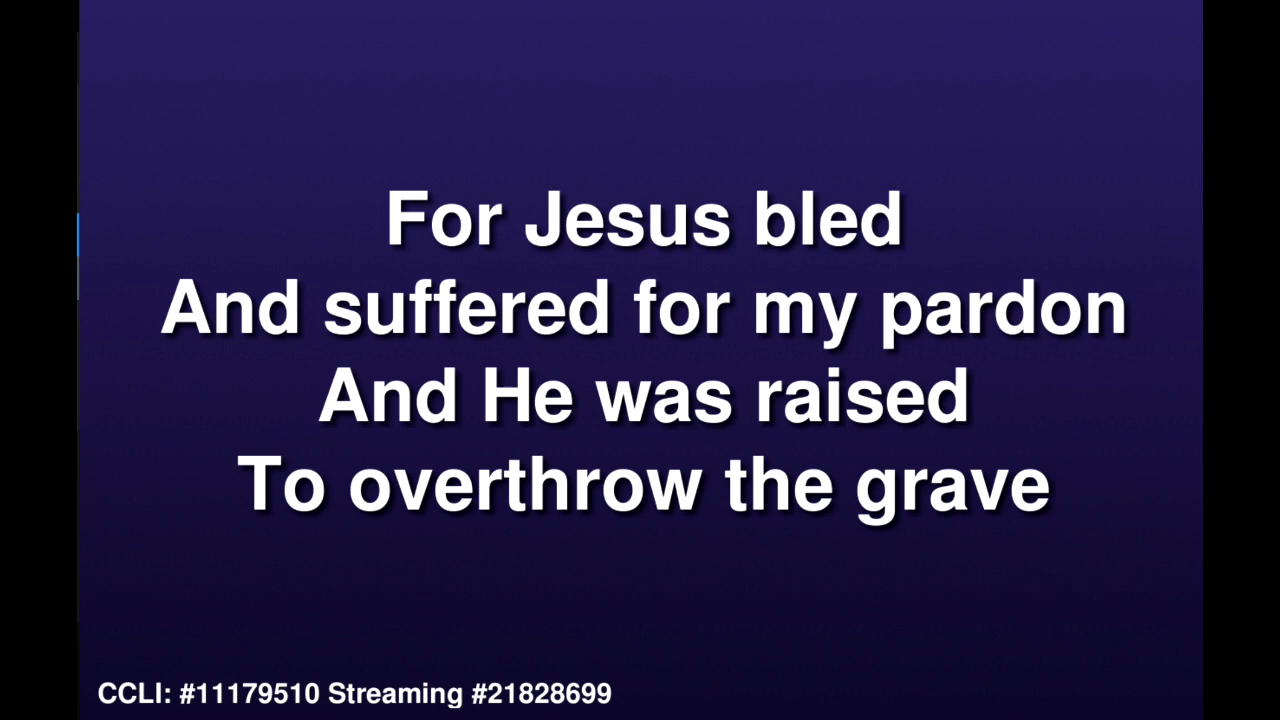 For Jesus bled
And suffered for my pardon
And He was raised
To overthrow the grave
CCLI: #11179510 Streaming #21828699